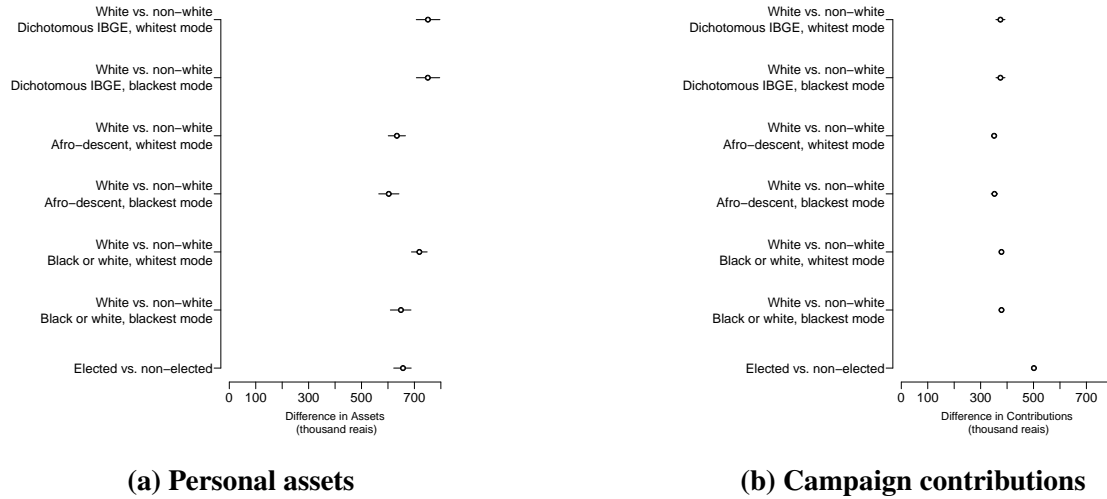 White vs. non−white
Dichotomous IBGE, whitest mode
White vs. non−white
Dichotomous IBGE, blackest mode
White vs. non−white
Afro−descent, whitest mode
White vs. non−white
Afro−descent, blackest mode
White vs. non−white
Black or white, whitest mode
White vs. non−white
Black or white, blackest mode
Elected vs. non−elected
0 100 300 500 700
Difference in Assets
(thousand reais)
(a) Personal assets
White vs. non−white
Dichotomous IBGE, whitest mode
White vs. non−white
Dichotomous IBGE, blackest mode
White vs. non−white
Afro−descent, whitest mode
White vs. non−white
Afro−descent, blackest mode
White vs. non−white
Black or white, whitest mode
White vs. non−white
Black or white, blackest mode
Elected vs. non−elected
0 100 300 500 700
Difference in Contributions
(thousand reais)
(b) Campaign contributions